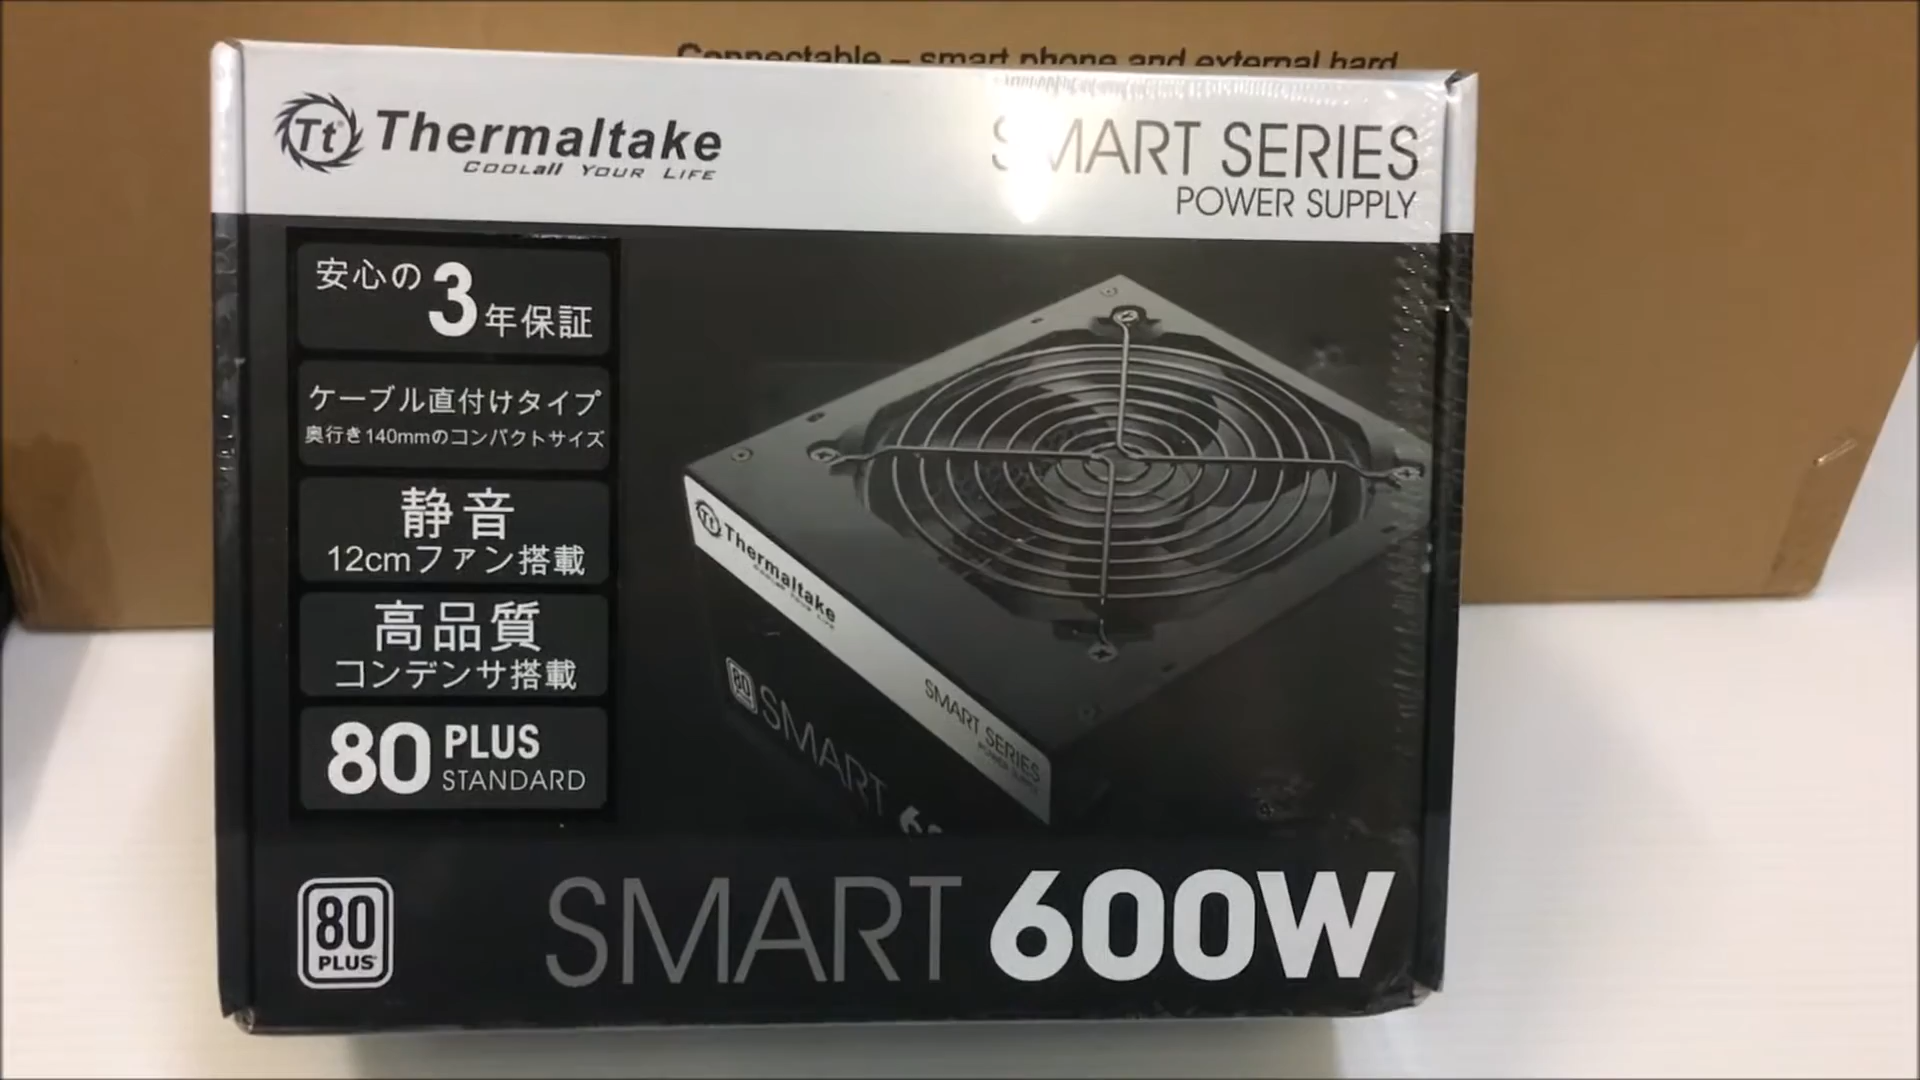 Connectable – smart phone and external hard
Tt Thermaltake
COOLall YOUR LIFE
SMART SERIES
POWER SUPPLY
安心の3年保証
ケーブル直付けタイプ
奥行き140mmのコンパクトサイズ
静音
12cmファン搭載
高品質
コンデンサ搭載
80 PLUS
STANDARD
Tt Thermaltake
SMART SERIES
POWER SUPPLY
80
SMART
80
PLUS
SMART 600W